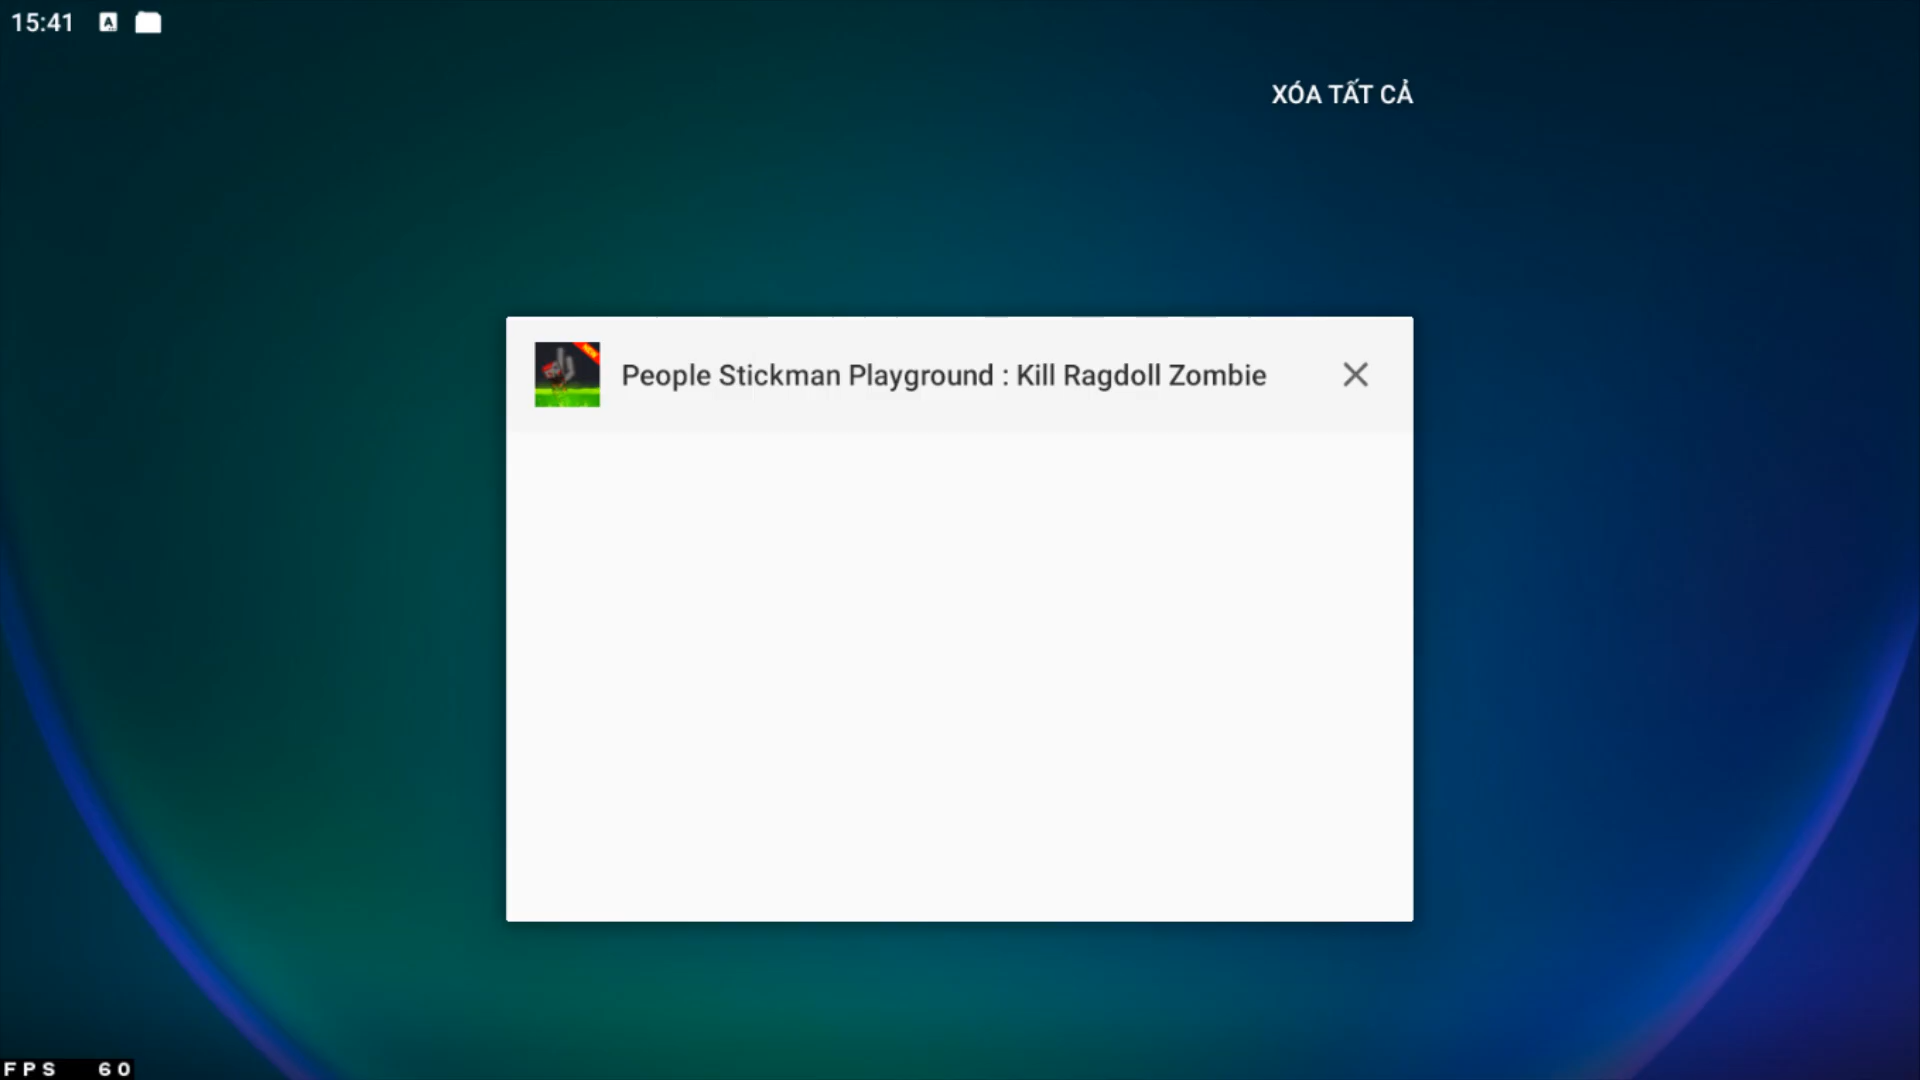 15:41
XÓA TẤT CẢ
People Stickman Playground : Kill Ragdoll Zombie
FPS 60